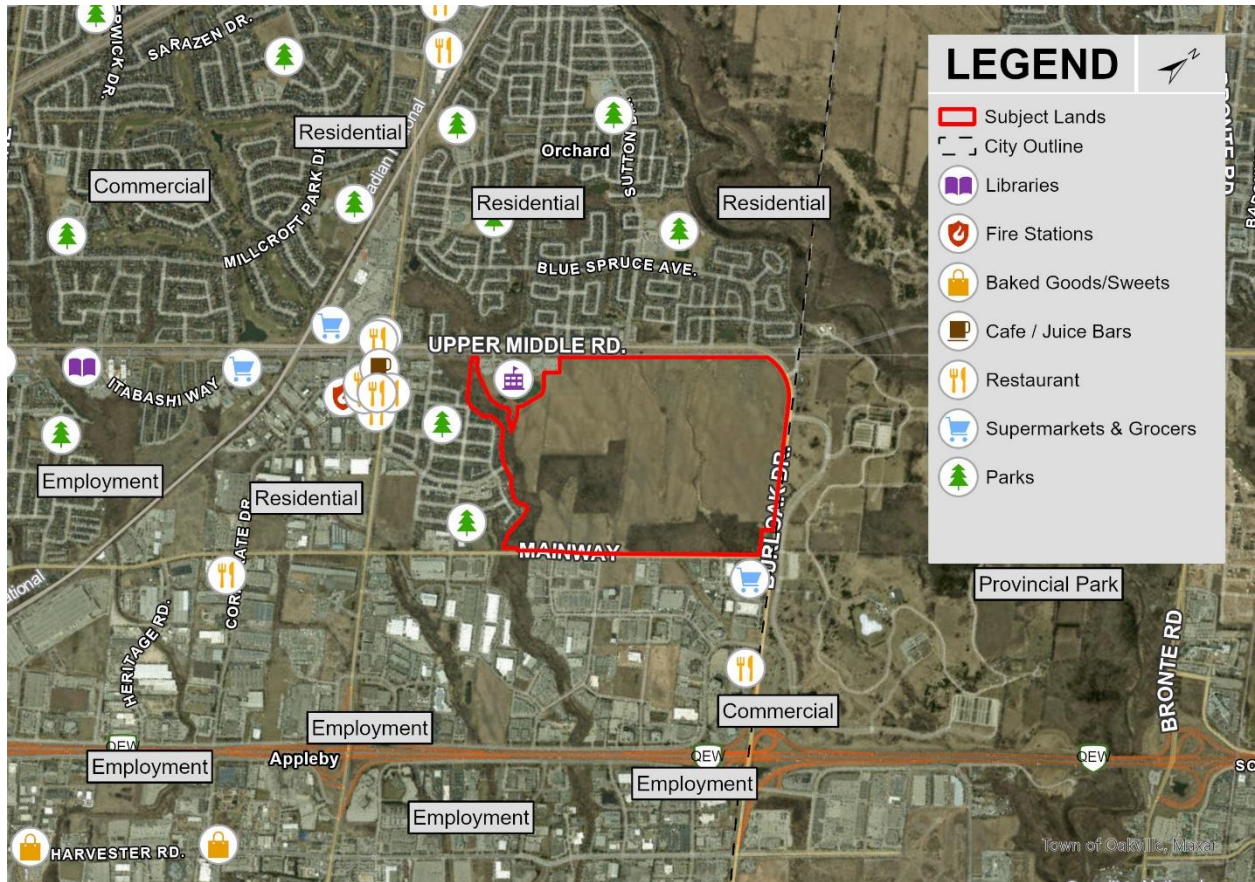 SARAZEN DR.
Residential
Commercial
MILLCROFT PARK DR
Orchard
SUTTON
Residential
Residential
BLUE SPRUCE AVE.
LEGEND
N
Subject Lands
City Outline
Libraries
Fire Stations
Baked Goods/Sweets
Cafe / Juice Bars
Restaurant
Supermarkets & Grocers
Parks
UPPER MIDDLE RD.
ITABASHI WAY
Employment
Residential
BURLOAK DR.
MAINWAY
Provincial Park
HERITAGE RD.
BRONTE RD
Commercial
Employment
QEW
Employment
Appleby
QEW
Employment
QEW
Employment
HARVESTER RD.
Town of Oakville, Maxar